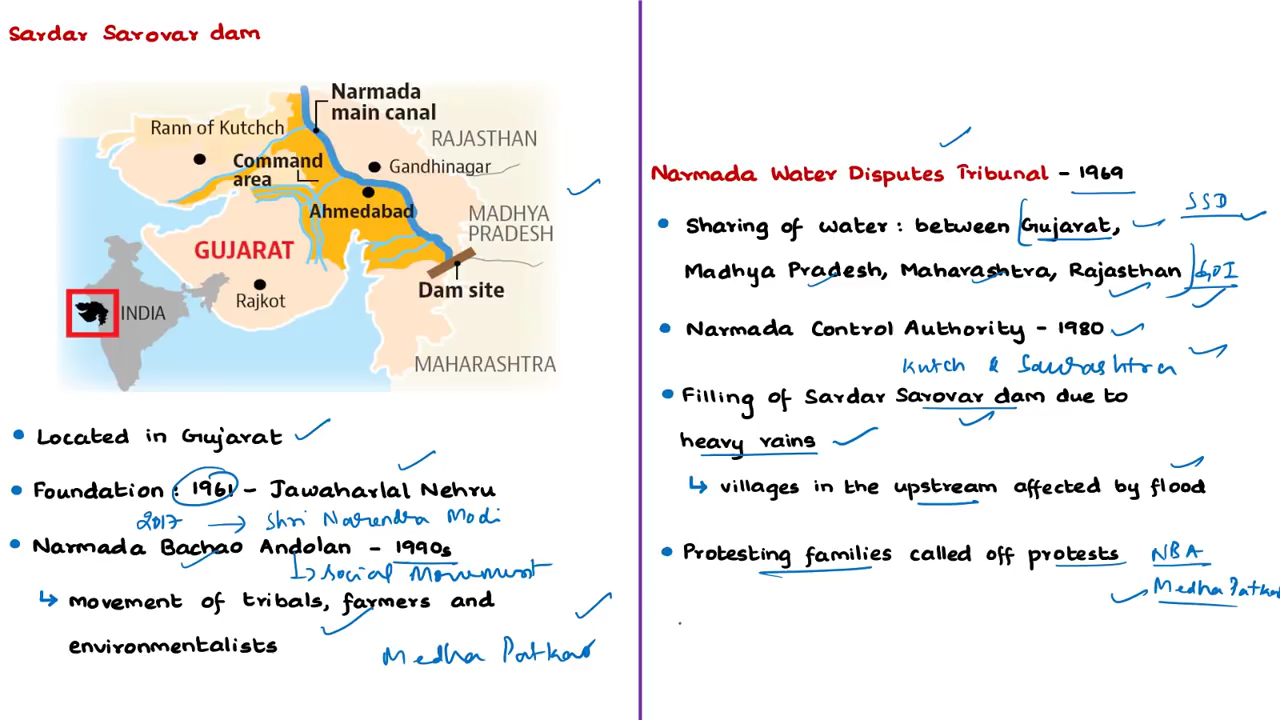 Sardar Sarovar dam
Narmada
main canal
Rann of Kutchch
RAJASTHAN
Command
area
Gandhinagar
Ahmedabad
MADHYA
PRADESH
GUJARAT
Dam site
Rajkot
INDIA
MAHARASHTRA
• Located in Gujarat
• Foundation : 1961 - Jawaharlal Nehru
2017 → Shri Narendra Modi
• Narmada Bachao Andolan - 1990s
↳ Social Movement
↳ movement of tribals, farmers and
environmentalists
Medha Patkar
Narmada Water Disputes Tribunal - 1969
SSD
• Sharing of water : between Gujarat,
Madhya Pradesh, Maharashtra, Rajasthan GOI
• Narmada Control Authority - 1980
Kutch & Saurashtra
• Filling of Sardar Sarovar dam due to
heavy rains
↳ villages in the upstream affected by flood
• Protesting families called off protests NBA
Medha Patkar